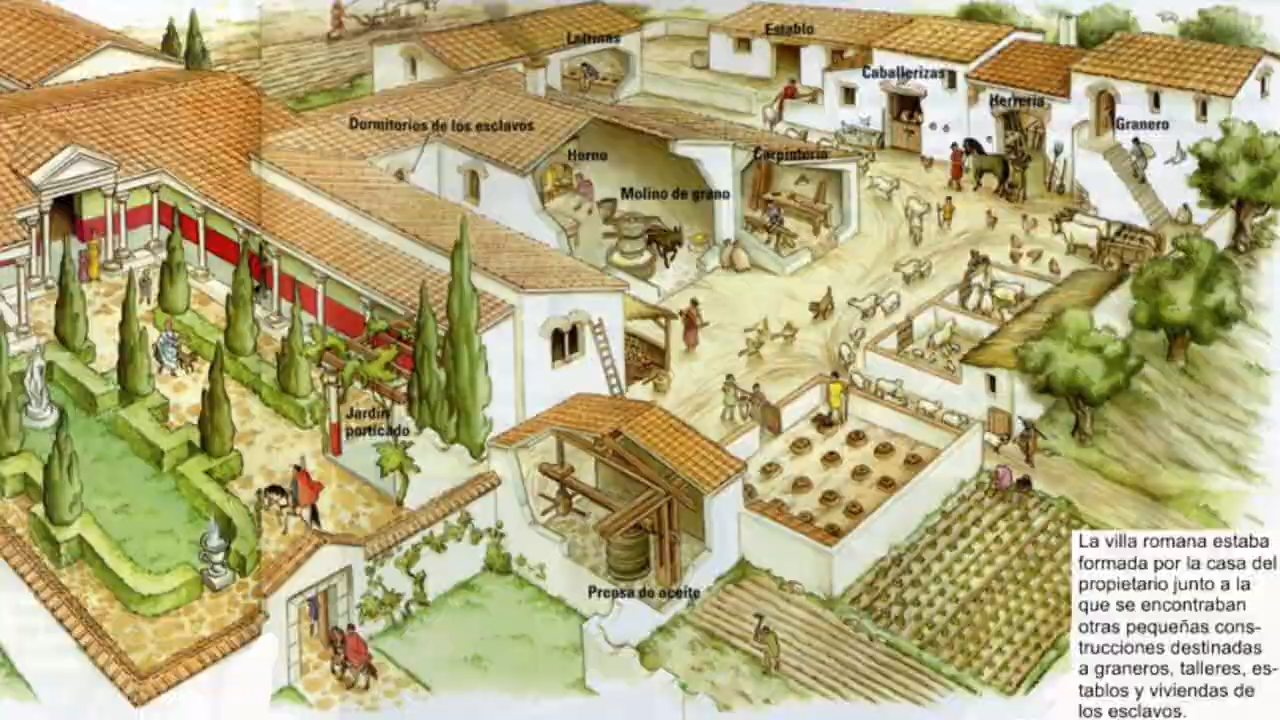 Letrinas
Establo
Caballerizas
Herrería
Granero
Dormitorios de los esclavos
Horno
Carpintería
Molino de grano
Jardín
porticado
Prensa de aceite
La villa romana estaba
formada por la casa del
propietario junto a la
que se encontraban
otras pequeñas cons-
trucciones destinadas
a graneros, talleres, es-
tablos y viviendas de
los esclavos.